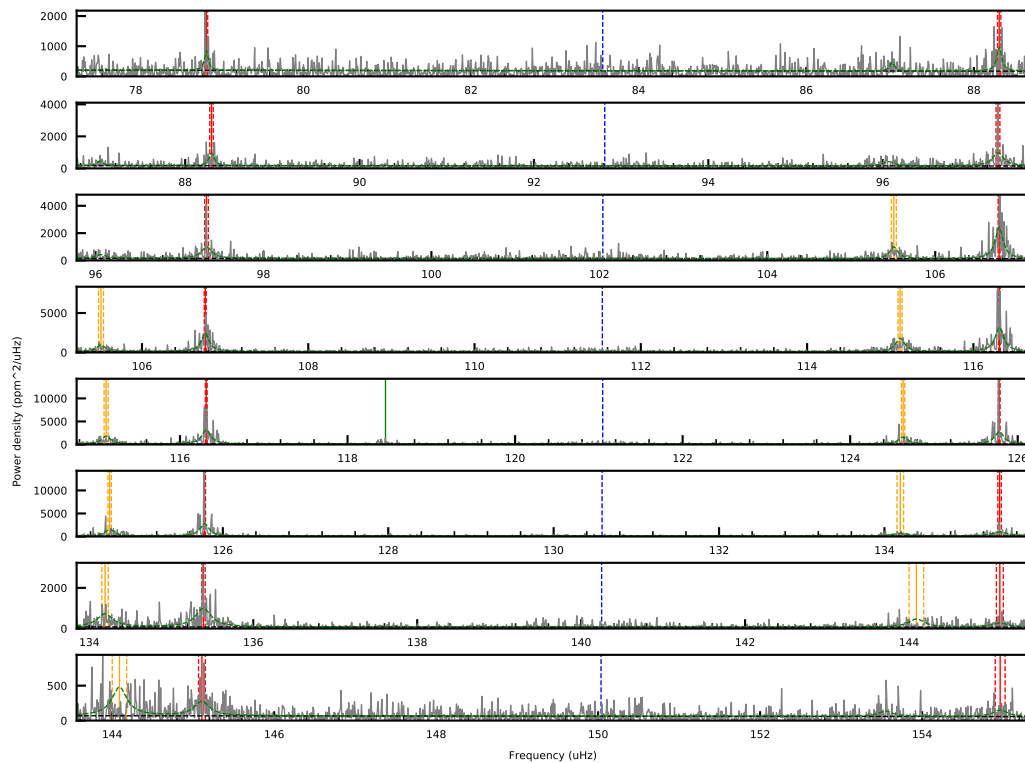 2000
1000
0
78 80 82 84 86 88
4000
2000
0
88 90 92 94 96
4000
2000
0
96 98 100 102 104 106
5000
0
106 108 110 112 114 116
10000
5000
0
116 118 120 122 124 126
10000
5000
0
126 128 130 132 134
2000
0
134 136 138 140 142 144
500
0
144 146 148 150 152 154
Power density (ppm^2/uHz)
Frequency (uHz)